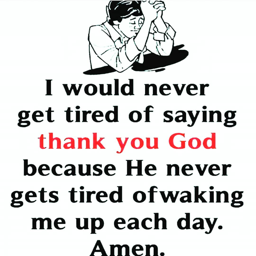 I would never
get tired of saying
thank you God
because He never
gets tired ofwaking
me up each day.
Amen.